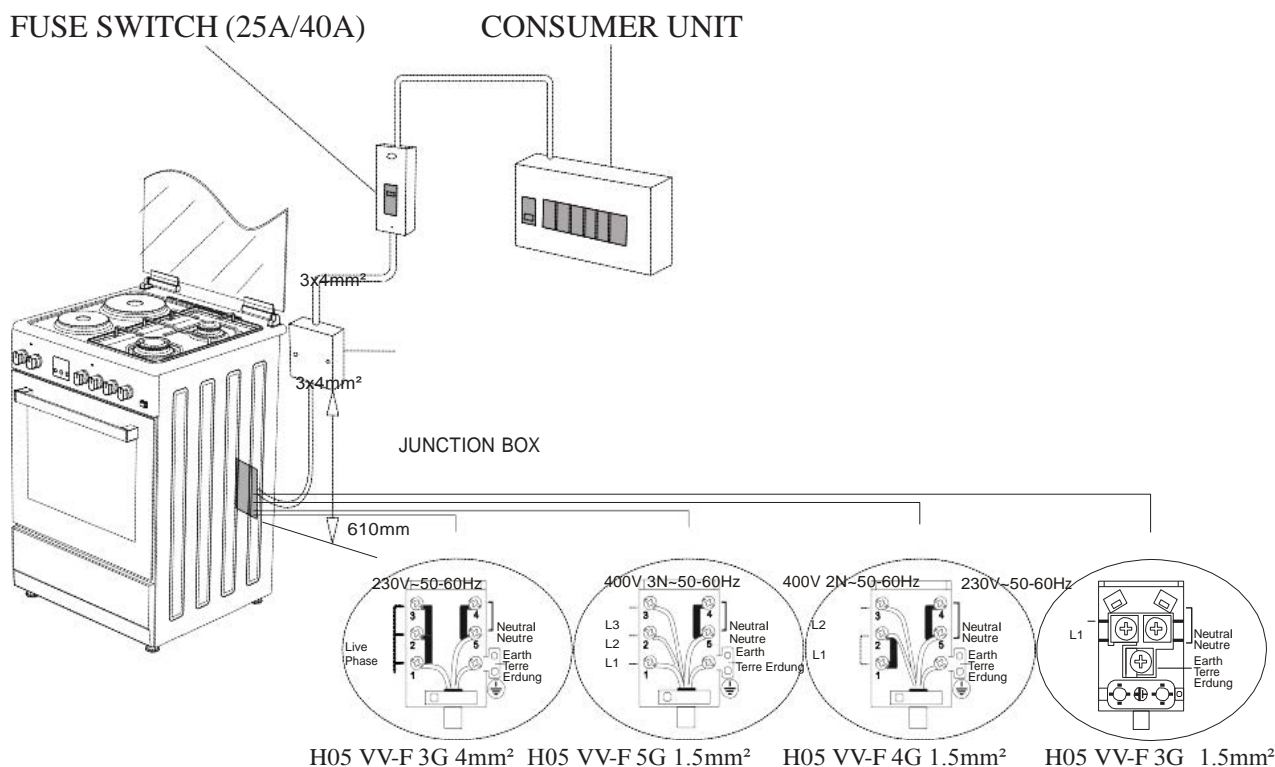 FUSE SWITCH (25A/40A) CONSUMER UNIT
3x4mm²
3x4mm²
JUNCTION BOX
610mm
230V~50-60Hz
3
2
1
4
5
Live
Phase
Neutral
Neutre
Earth
Terre
Erdung
400V 3N~50-60Hz
3
2
1
4
5
L3
L2
L1
Neutral
Neutre
Earth
Terre Erdung
400V 2N~50-60Hz
3
2
1
4
5
L2
L1
Neutral
Neutre
Earth
Terre
Erdung
230V~50-60Hz
L1
Neutral
Neutre
Earth
Terre
Erdung
H05 VV-F 3G 4mm² H05 VV-F 5G 1.5mm² H05 VV-F 4G 1.5mm² H05 VV-F 3G 1.5mm²